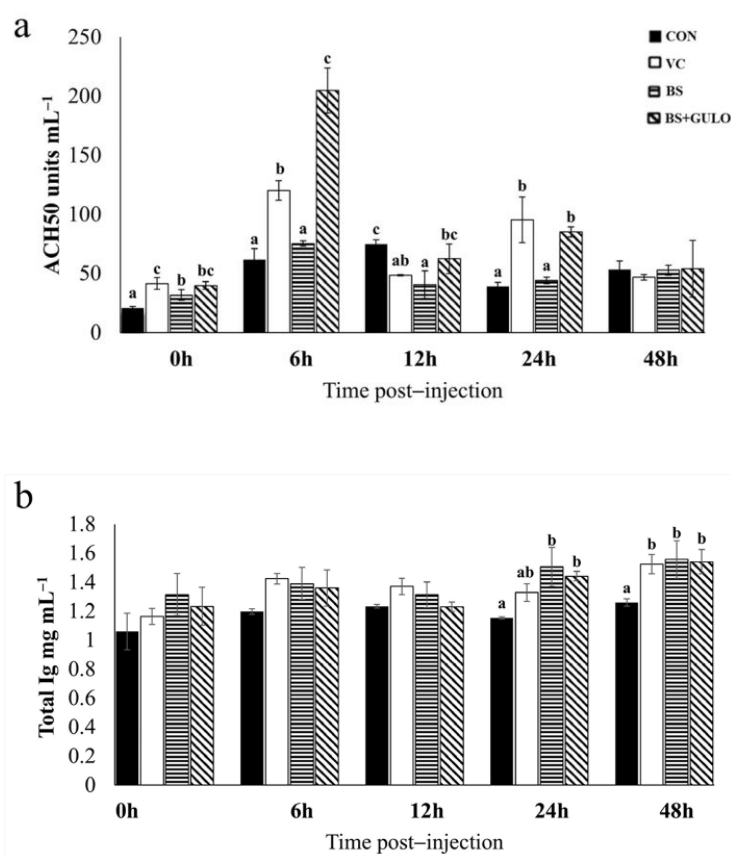 a
250
200
150
100
50
0
ACH50 units mL⁻¹
CON
VC
BS
BS+GULO
a c b bc
a b a c
c ab a bc
a b a b
0h 6h 12h 24h 48h
Time post–injection
b
1.8
1.6
1.4
1.2
1
0.8
0.6
0.4
0.2
0
Total Ig mg mL⁻¹
a ab b b
a b b b
0h 6h 12h 24h 48h
Time post–injection